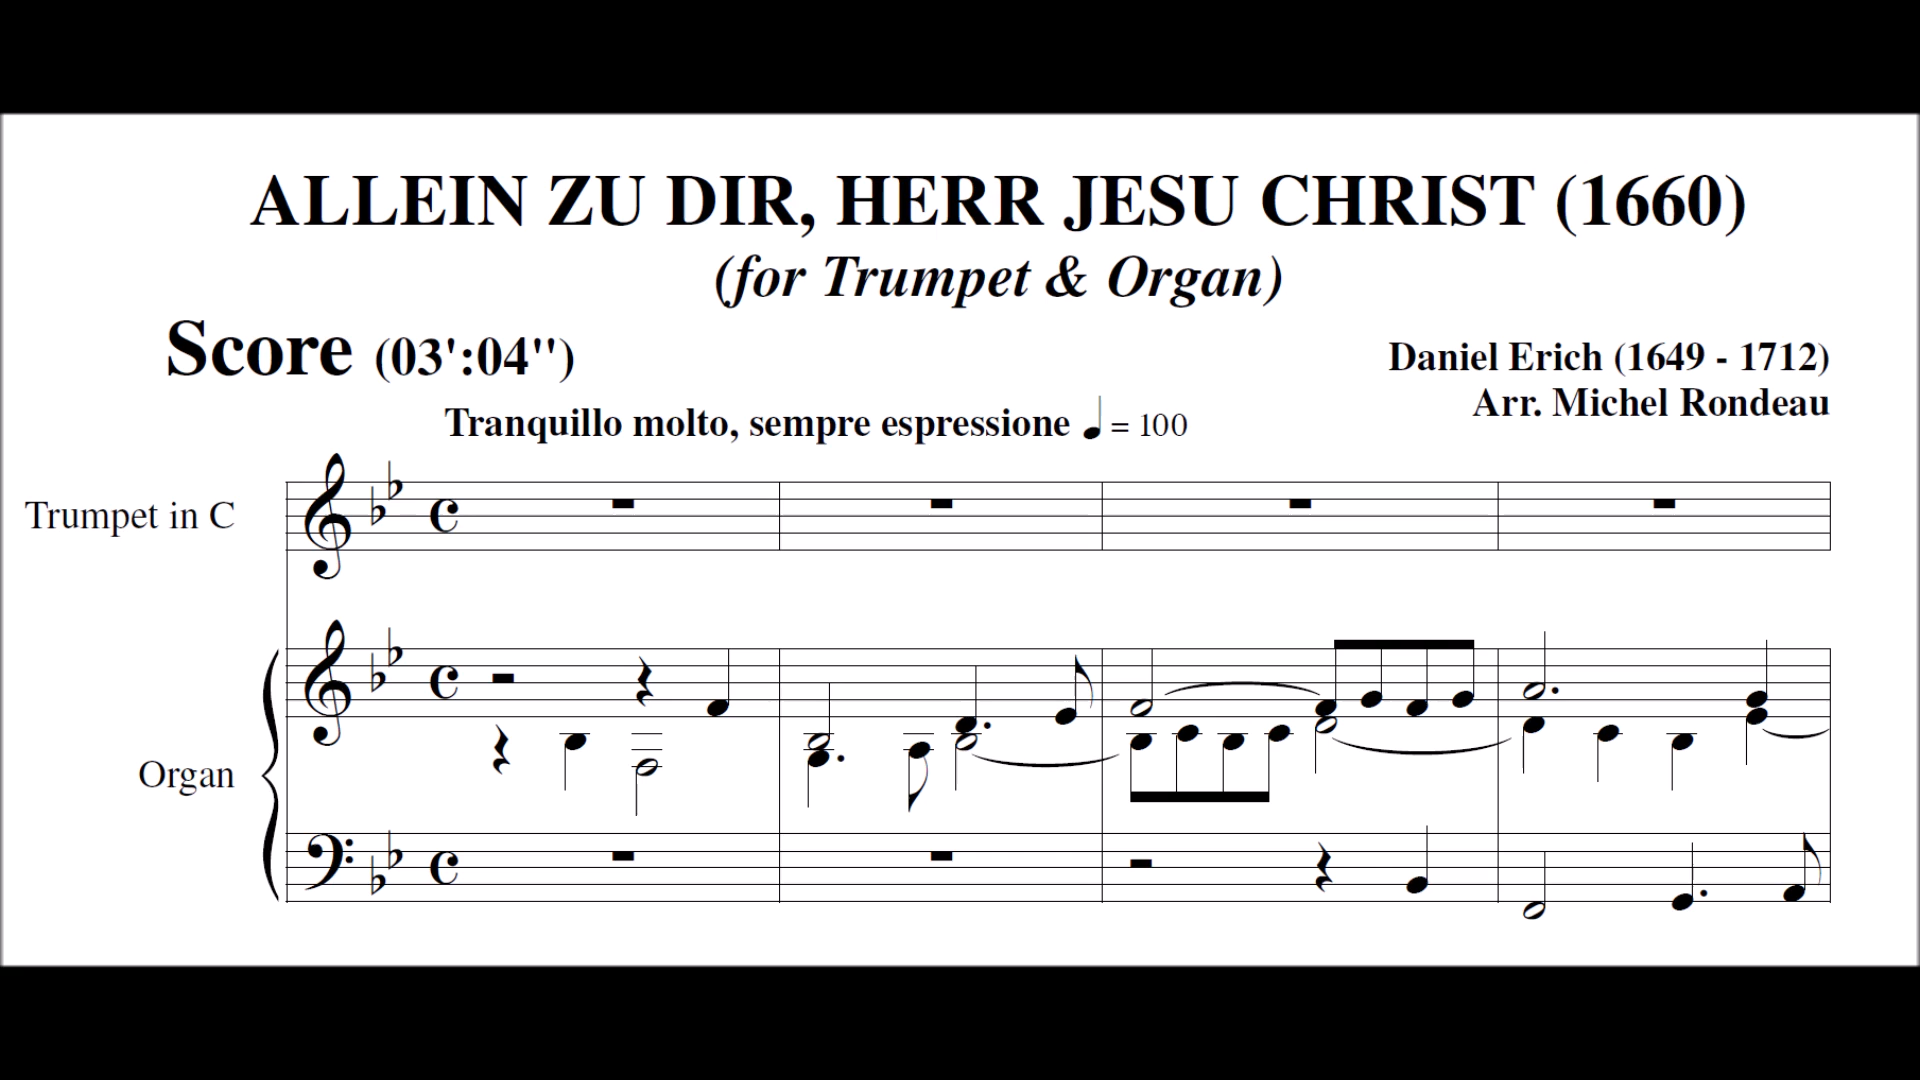 ALLEIN ZU DIR, HERR JESU CHRIST (1660)
(for Trumpet & Organ)
Score (03':04")
Daniel Erich (1649 - 1712)
Arr. Michel Rondeau
Tranquillo molto, sempre espressione ♩ = 100
Trumpet in C
Organ